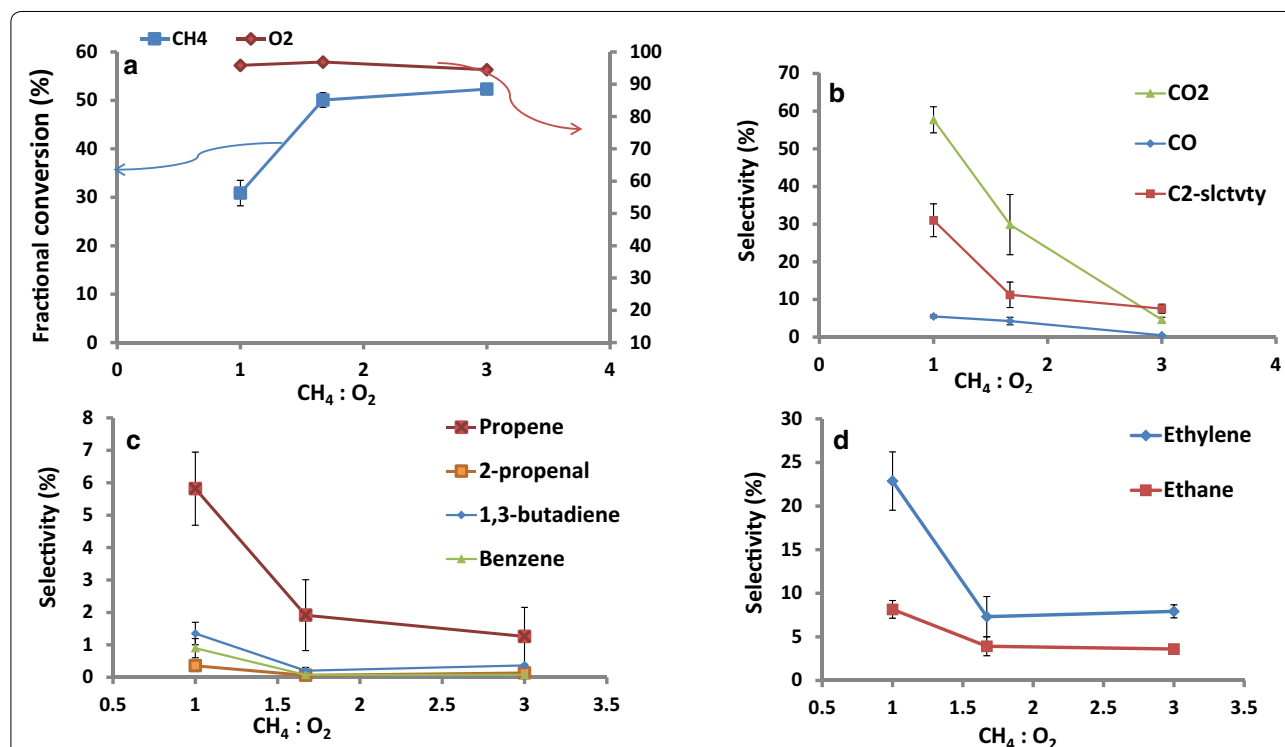 CH4 O2
a
Fractional conversion (%)
60
50
40
30
20
10
0
100
90
80
70
60
50
40
30
20
10
0 1 2 3 4
CH₄ : O₂
b
Selectivity (%)
70
60
50
40
30
20
10
0
CO2
CO
C2-slctvty
0 1 2 3 4
CH₄ : O₂
c
Selectivity (%)
8
7
6
5
4
3
2
1
0
Propene
2-propenal
1,3-butadiene
Benzene
0.5 1 1.5 2 2.5 3 3.5
CH₄ : O₂
d
Selectivity (%)
30
25
20
15
10
5
0
Ethylene
Ethane
0.5 1 1.5 2 2.5 3 3.5
CH₄ : O₂